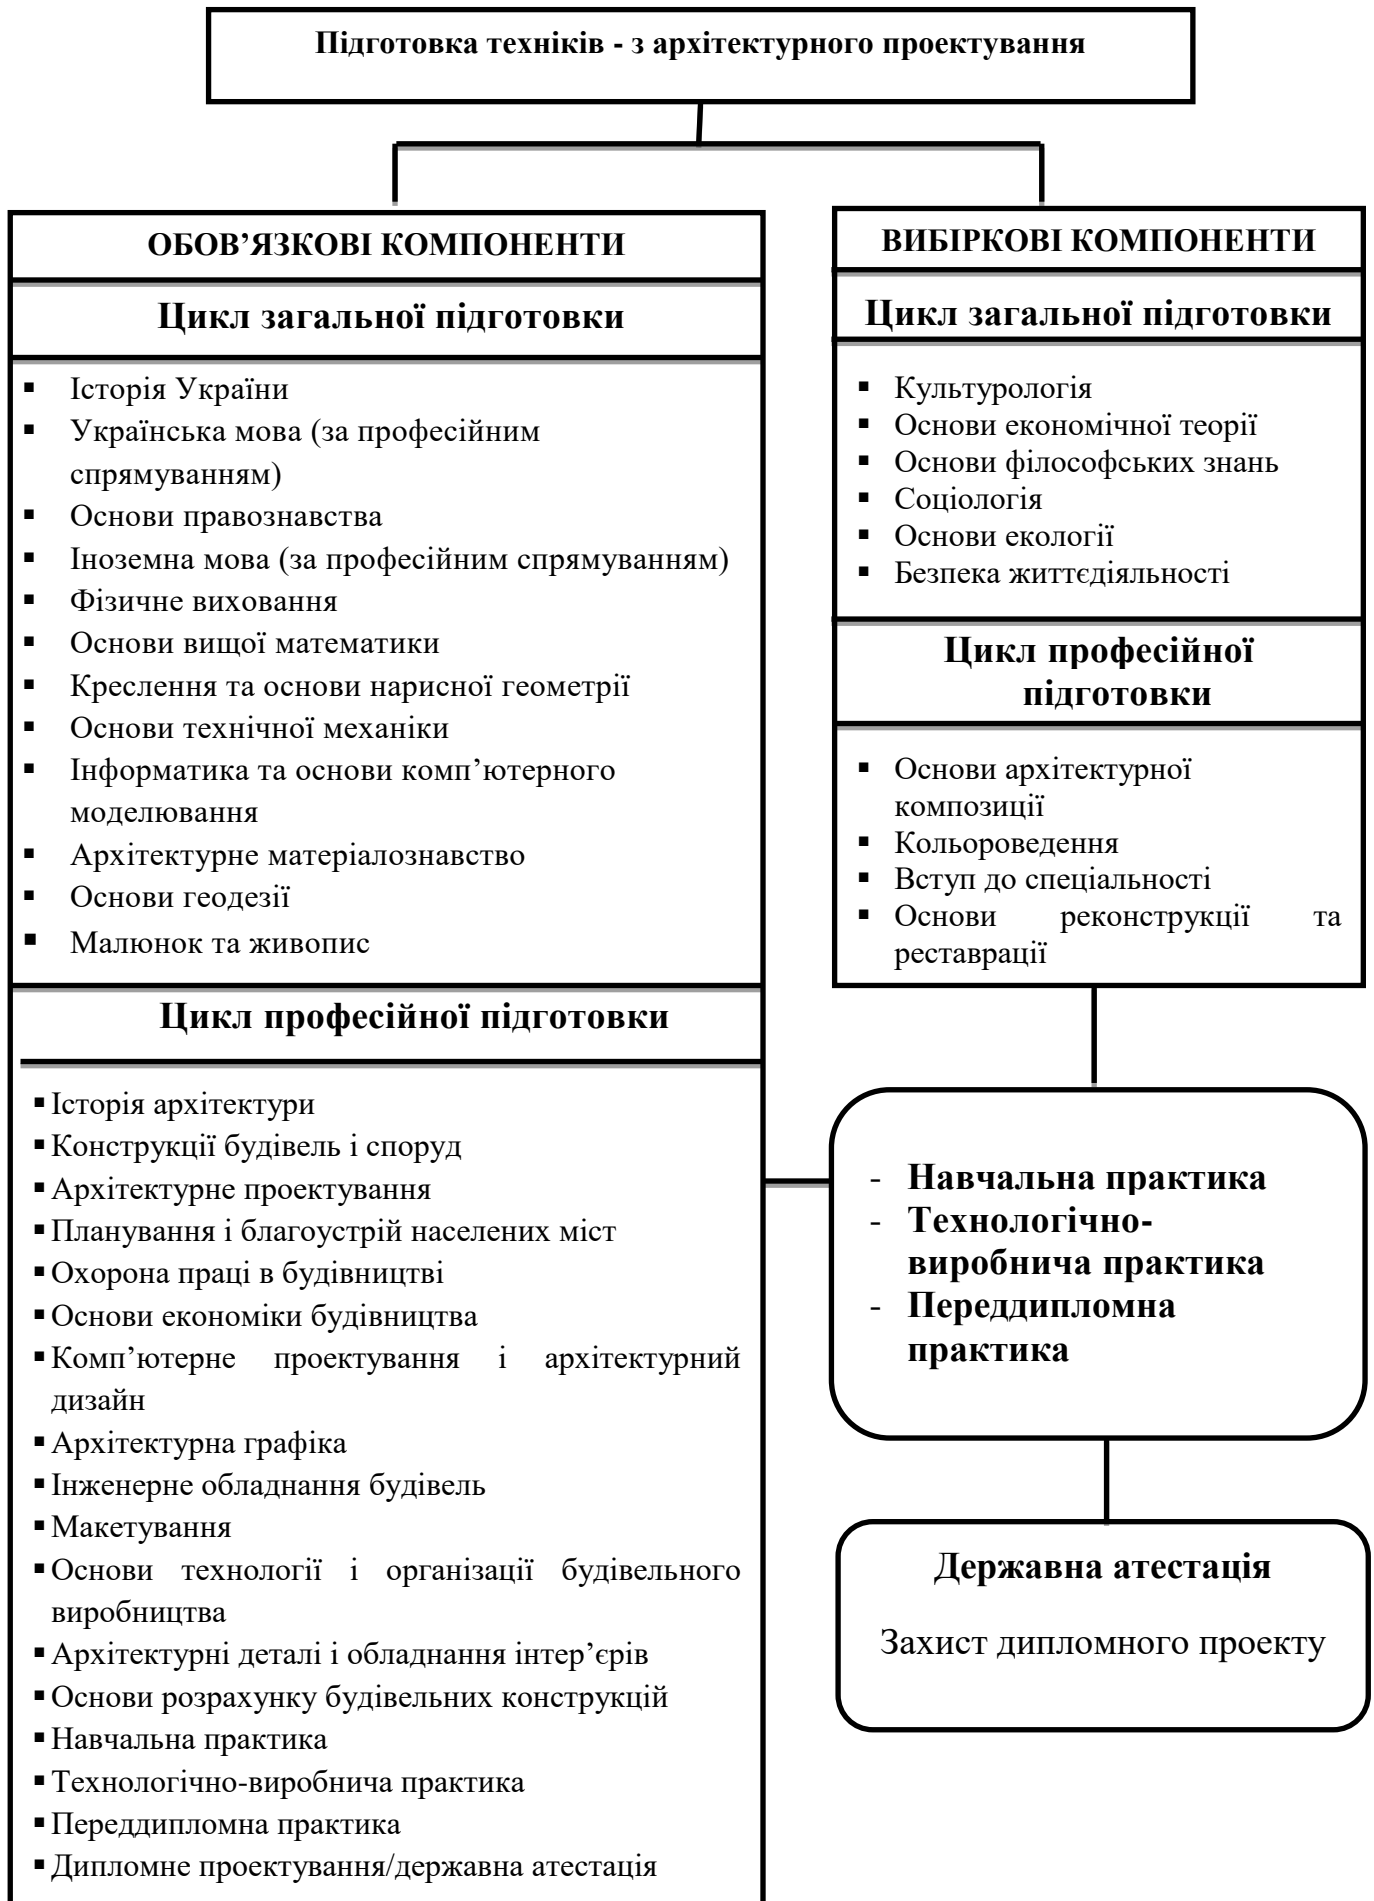 Підготовка техніків - з архітектурного проектування
ОБОВ’ЯЗКОВІ КОМПОНЕНТИ
Цикл загальної підготовки
▪ Історія України
▪ Українська мова (за професійним
спрямуванням)
▪ Основи правознавства
▪ Іноземна мова (за професійним спрямуванням)
▪ Фізичне виховання
▪ Основи вищої математики
▪ Креслення та основи нарисної геометрії
▪ Основи технічної механіки
▪ Інформатика та основи комп’ютерного
моделювання
▪ Архітектурне матеріалознавство
▪ Основи геодезії
▪ Малюнок та живопис
Цикл професійної підготовки
▪ Історія архітектури
▪ Конструкції будівель і споруд
▪ Архітектурне проектування
▪ Планування і благоустрій населених міст
▪ Охорона праці в будівництві
▪ Основи економіки будівництва
▪ Комп’ютерне проектування і архітектурний
дизайн
▪ Архітектурна графіка
▪ Інженерне обладнання будівель
▪ Макетування
▪ Основи технології і організації будівельного
виробництва
▪ Архітектурні деталі і обладнання інтер’єрів
▪ Основи розрахунку будівельних конструкцій
▪ Навчальна практика
▪ Технологічно-виробнича практика
▪ Переддипломна практика
▪ Дипломне проектування/державна атестація
ВИБІРКОВІ КОМПОНЕНТИ
Цикл загальної підготовки
▪ Культурологія
▪ Основи економічної теорії
▪ Основи філософських знань
▪ Соціологія
▪ Основи екології
▪ Безпека життєдіяльності
Цикл професійної
підготовки
▪ Основи архітектурної
композиції
▪ Кольороведення
▪ Вступ до спеціальності
▪ Основи реконструкції та
реставрації
- Навчальна практика
- Технологічно-
виробнича практика
- Переддипломна
практика
Державна атестація
Захист дипломного проекту